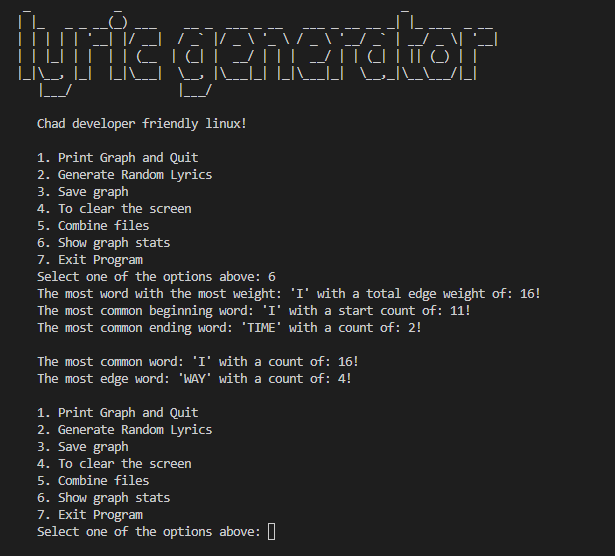 lyric generator
Chad developer friendly linux!
1. Print Graph and Quit
2. Generate Random Lyrics
3. Save graph
4. To clear the screen
5. Combine files
6. Show graph stats
7. Exit Program
Select one of the options above: 6
The most word with the most weight: 'I' with a total edge weight of: 16!
The most common beginning word: 'I' with a start count of: 11!
The most common ending word: 'TIME' with a count of: 2!
The most common word: 'I' with a count of: 16!
The most edge word: 'WAY' with a count of: 4!
1. Print Graph and Quit
2. Generate Random Lyrics
3. Save graph
4. To clear the screen
5. Combine files
6. Show graph stats
7. Exit Program
Select one of the options above: